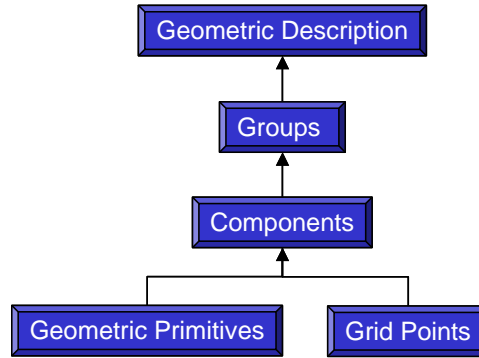 Geometric Description
Groups
Components
Geometric Primitives
Grid Points